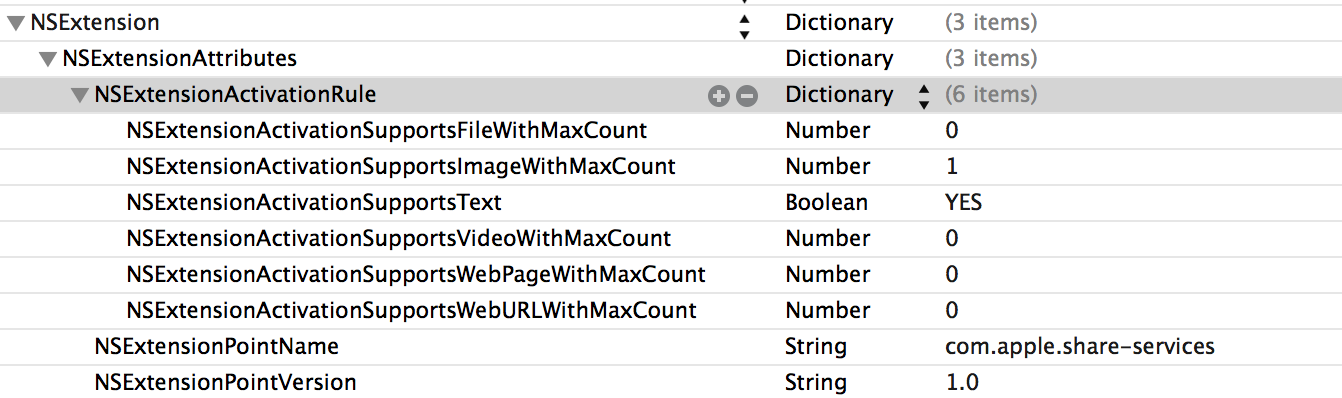 NSExtension Dictionary (3 items)
NSExtensionAttributes Dictionary (3 items)
NSExtensionActivationRule Dictionary (6 items)
NSExtensionActivationSupportsFileWithMaxCount Number 0
NSExtensionActivationSupportsImageWithMaxCount Number 1
NSExtensionActivationSupportsText Boolean YES
NSExtensionActivationSupportsVideoWithMaxCount Number 0
NSExtensionActivationSupportsWebPageWithMaxCount Number 0
NSExtensionActivationSupportsWebURLWithMaxCount Number 0
NSExtensionPointName String com.apple.share-services
NSExtensionPointVersion String 1.0